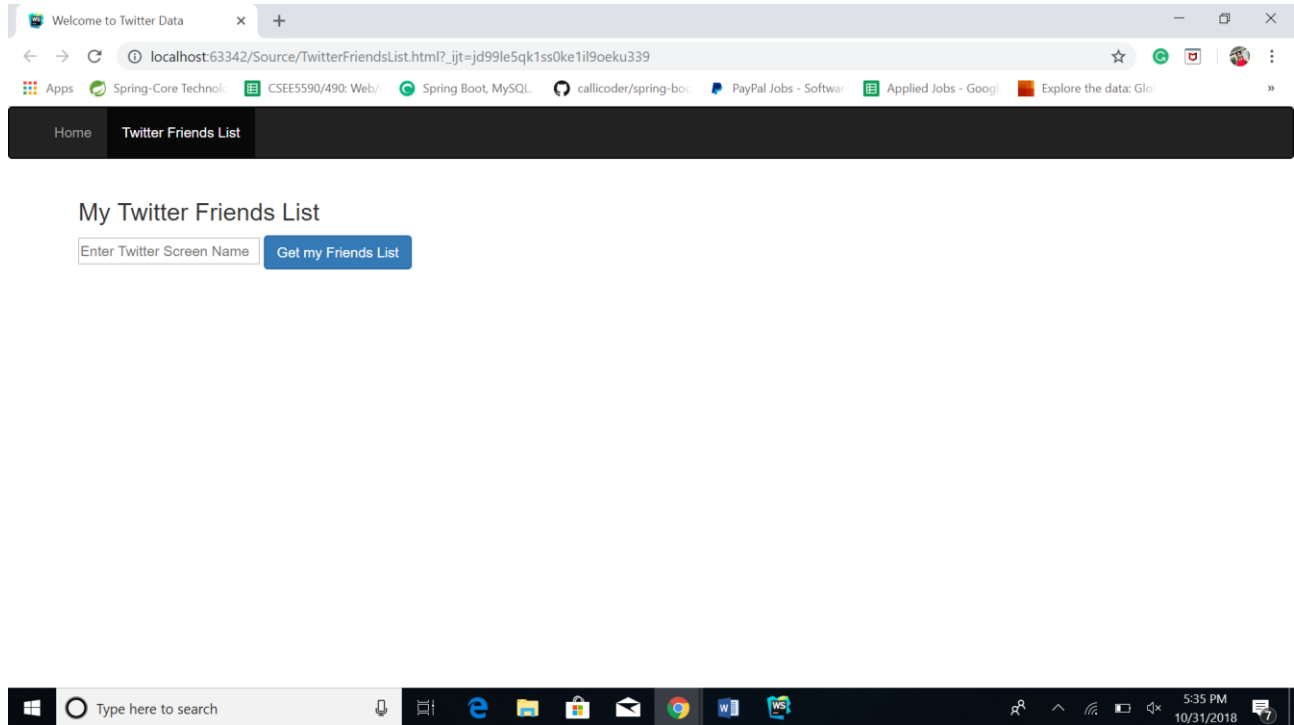 Welcome to Twitter Data
localhost:63342/Source/TwitterFriendsList.html?_ijt=jd99le5qk1ss0ke1il9oeku339
Apps Spring-Core Technol CSEE5590/490: Web/ Spring Boot, MySQL, callicoder/spring-boo PayPal Jobs - Softwar Applied Jobs - Googl Explore the data: Glo »
Home Twitter Friends List
My Twitter Friends List
Enter Twitter Screen Name Get my Friends List
Type here to search
5:35 PM
10/31/2018
7